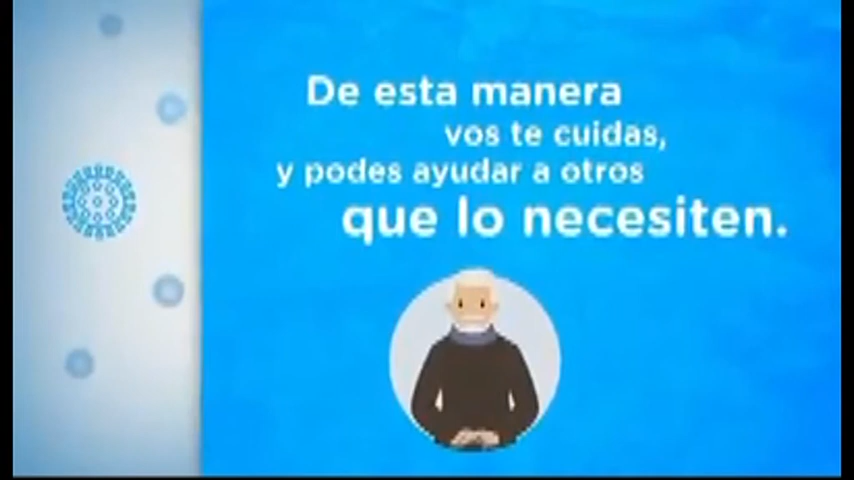 De esta manera
vos te cuidas,
y podes ayudar a otros
que lo necesiten.